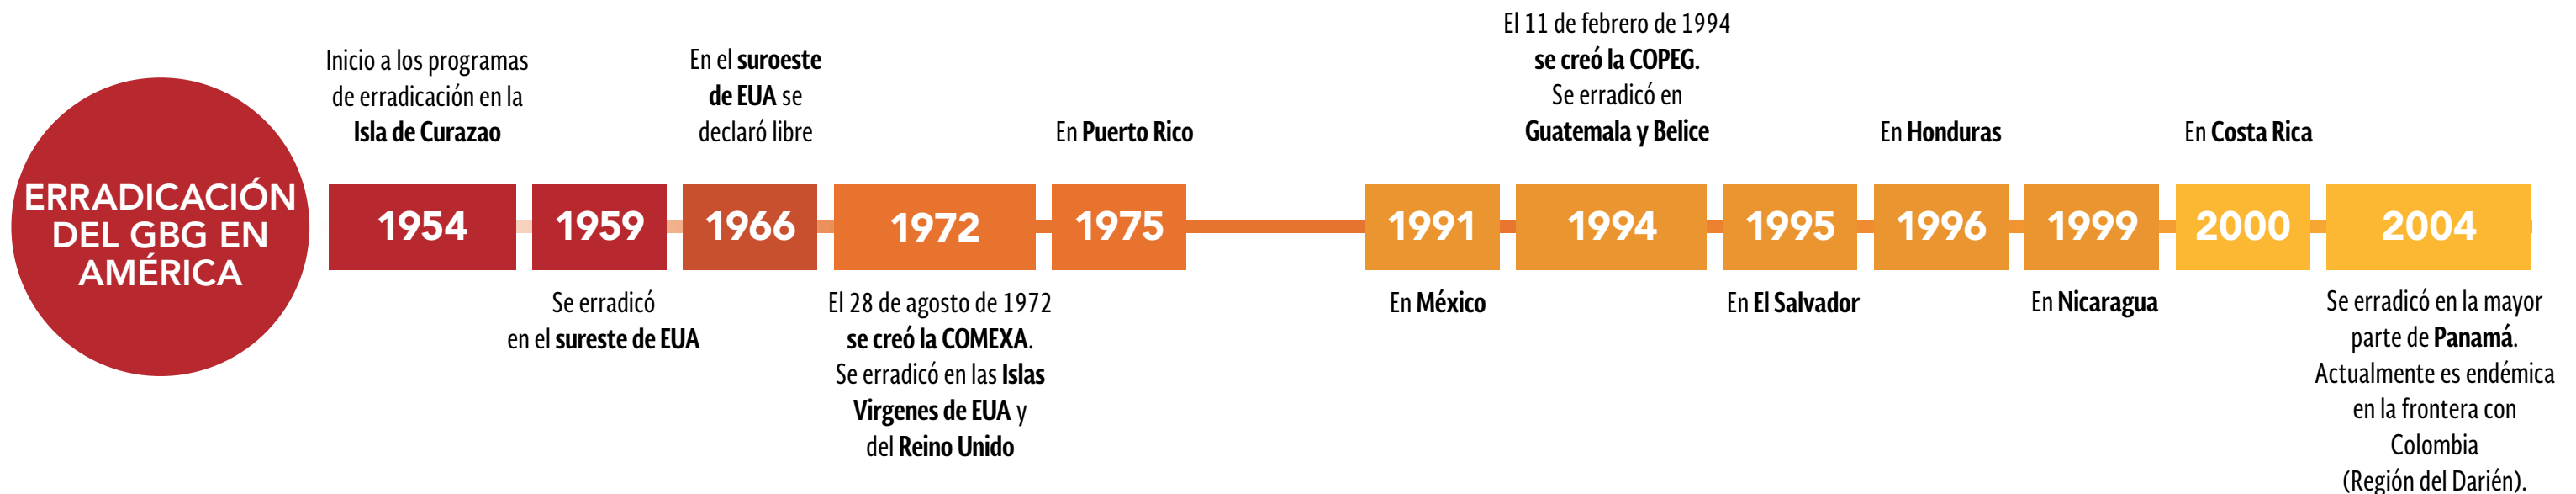 ERRADICACIÓN
DEL GBG EN
AMÉRICA
1954
Inicio a los programas
de erradicación en la
Isla de Curazao
1959
Se erradicó
en el sureste de EUA
1966
En el suroeste
de EUA se
declaró libre
1972
El 28 de agosto de 1972
se creó la COMEXA.
Se erradicó en las Islas
Virgenes de EUA y
del Reino Unido
1975
En Puerto Rico
1991
En México
1994
El 11 de febrero de 1994
se creó la COPEG.
Se erradicó en
Guatemala y Belice
1995
En El Salvador
1996
En Honduras
1999
En Nicaragua
2000
En Costa Rica
2004
Se erradicó en la mayor
parte de Panamá.
Actualmente es endémica
en la frontera con
Colombia
(Región del Darién).